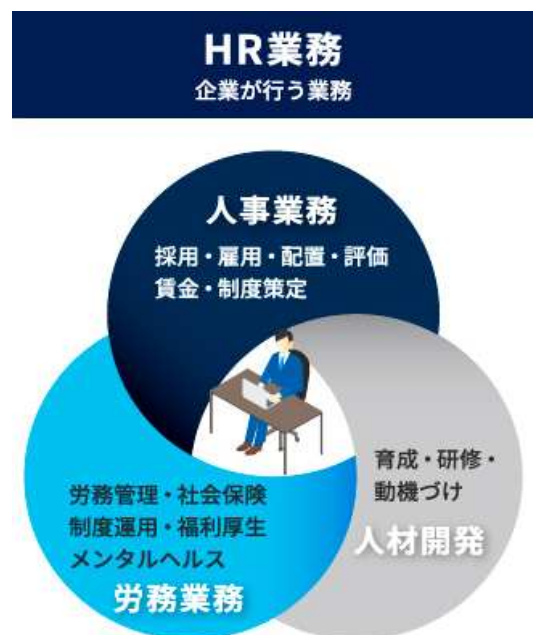 HR業務
企業が行う業務
人事業務
採用・雇用・配置・評価
賃金・制度策定
労務管理・社会保険
制度運用・福利厚生
メンタルヘルス
労務業務
育成・研修・
動機づけ
人材開発